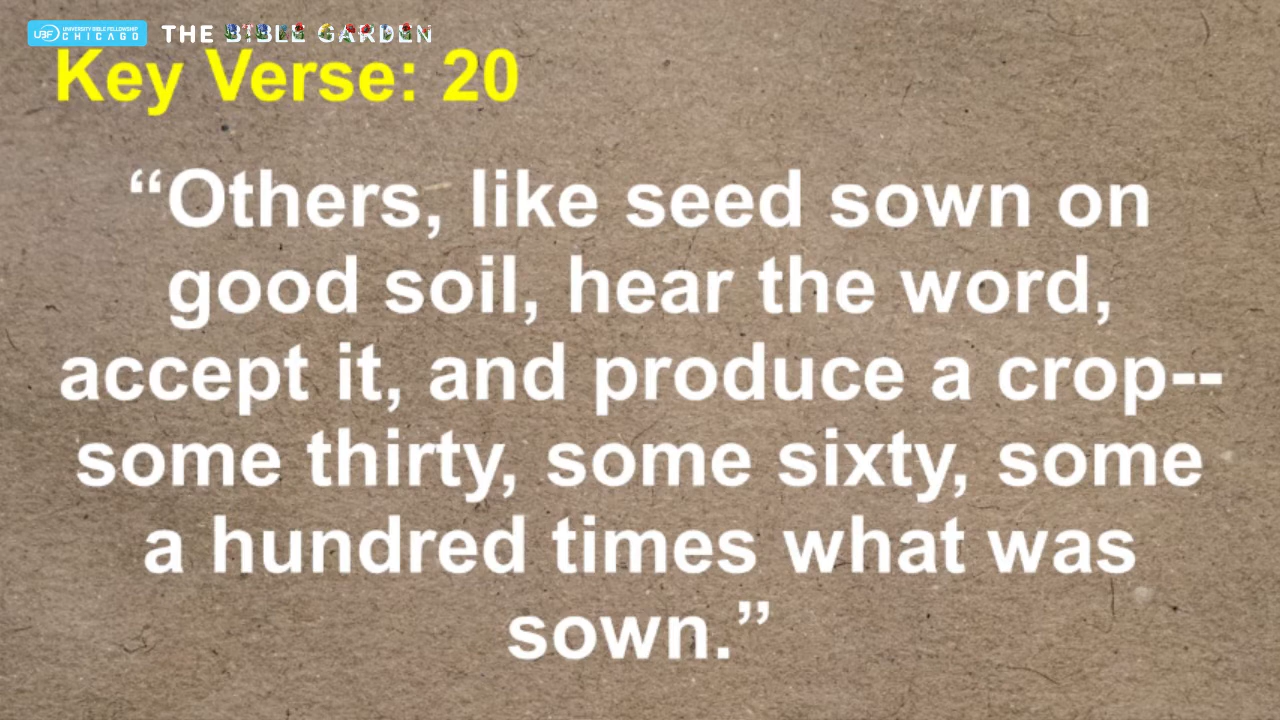 UBF UNIVERSITY BIBLE FELLOWSHIP
CHICAGO
THE BIBLE GARDEN
Key Verse: 20
“Others, like seed sown on
good soil, hear the word,
accept it, and produce a crop--
some thirty, some sixty, some
a hundred times what was
sown.”